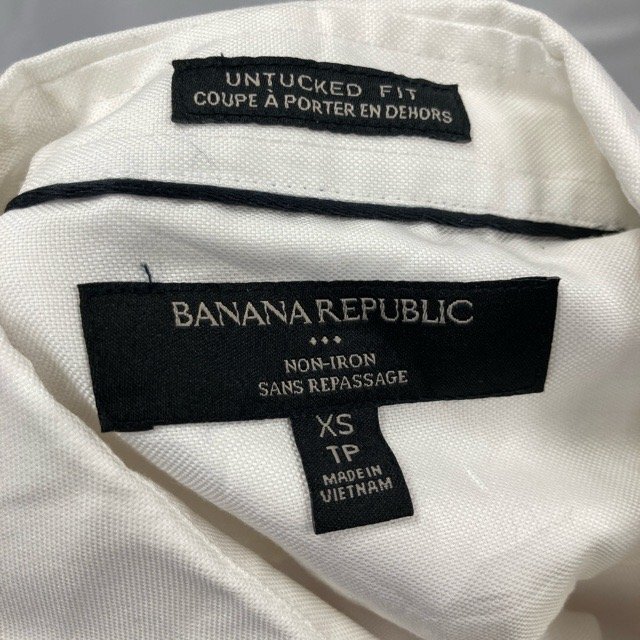 UNTUCKED FIT
COUPE À PORTER EN DEHORS
BANANA REPUBLIC
NON-IRON
SANS REPASSAGE
XS
TP
MADE IN
VIETNAM